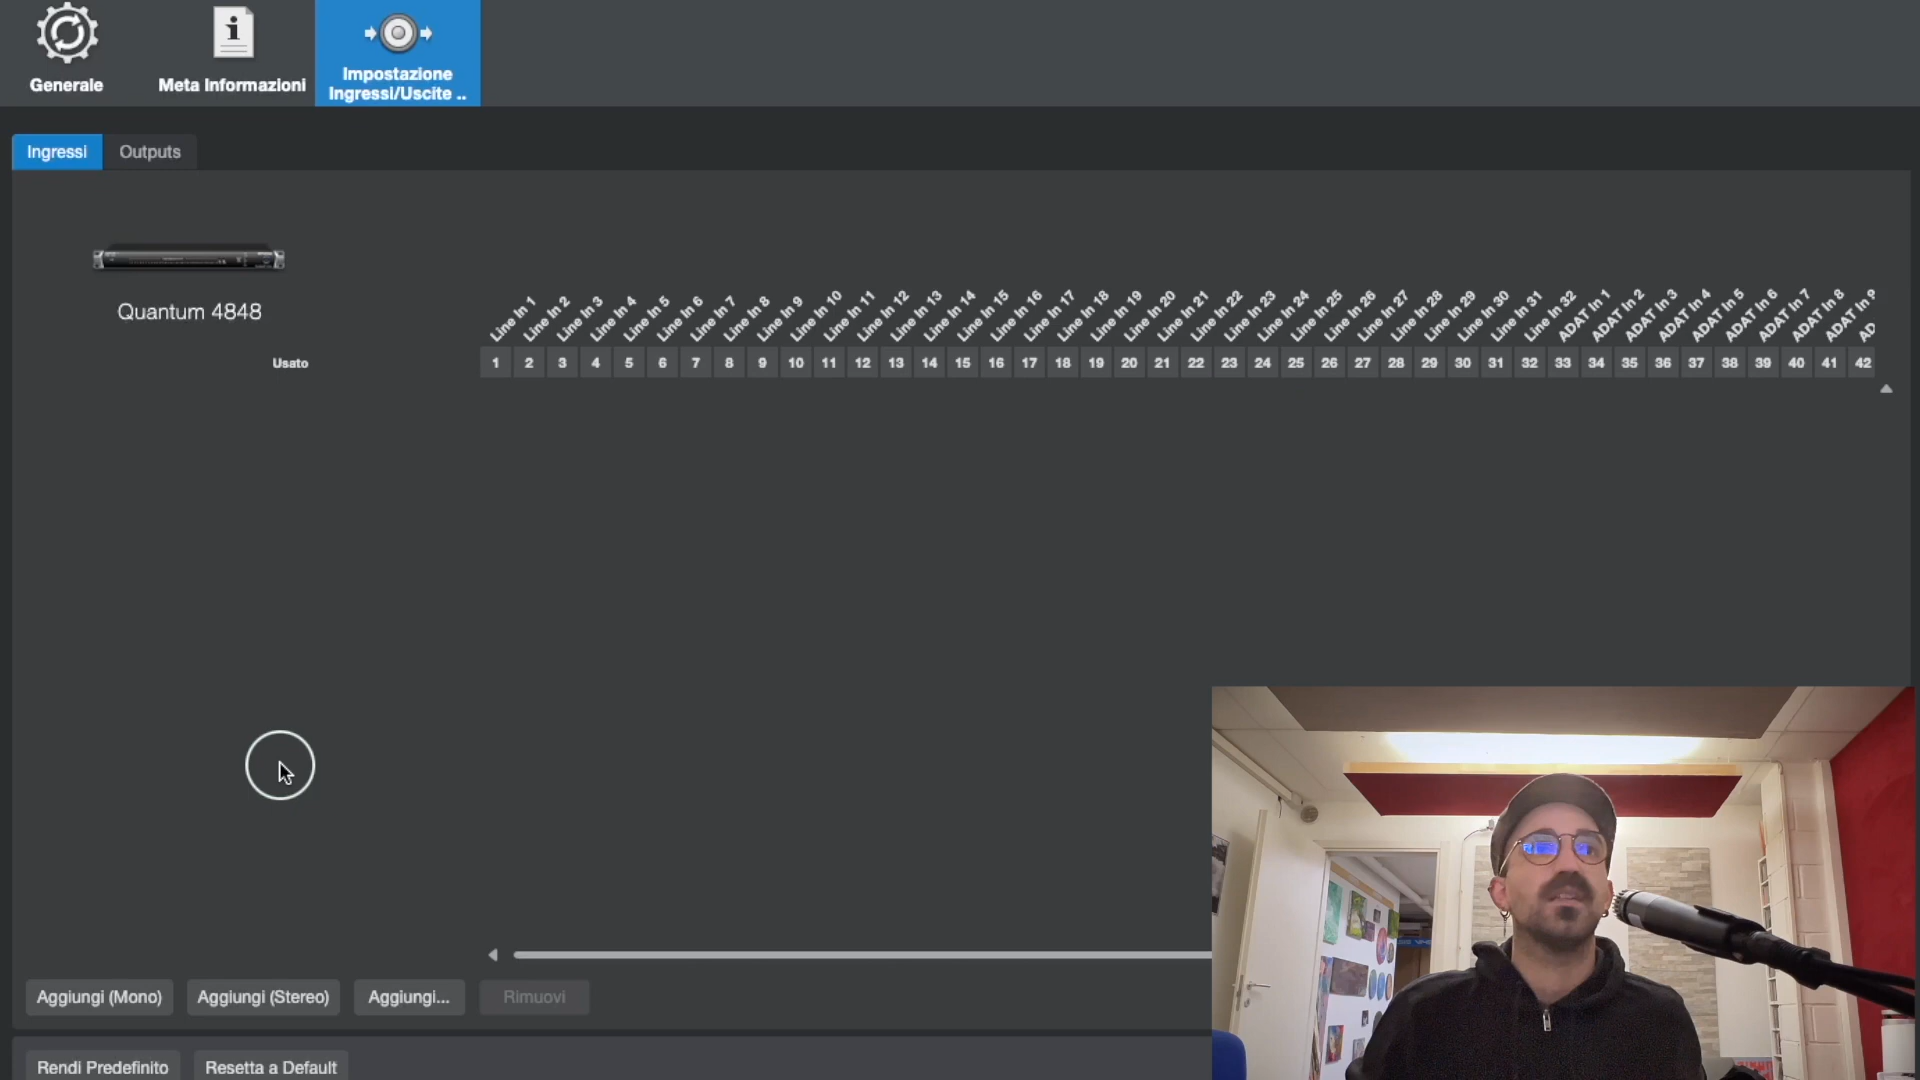 Generale
Meta Informazioni
Impostazione
Ingressi/Uscite ..
Ingressi
Outputs
Quantum 4848
Line In 1
Line In 2
Line In 3
Line In 4
Line In 5
Line In 6
Line In 7
Line In 8
Line In 9
Line In 10
Line In 11
Line In 12
Line In 13
Line In 14
Line In 15
Line In 16
Line In 17
Line In 18
Line In 19
Line In 20
Line In 21
Line In 22
Line In 23
Line In 24
Line In 25
Line In 26
Line In 27
Line In 28
Line In 29
Line In 30
Line In 31
Line In 32
ADAT In 1
ADAT In 2
ADAT In 3
ADAT In 4
ADAT In 5
ADAT In 6
ADAT In 7
ADAT In 8
ADAT In 9
AD
Usato
1 2 3 4 5 6 7 8 9 10 11 12 13 14 15 16 17 18 19 20 21 22 23 24 25 26 27 28 29 30 31 32 33 34 35 36 37 38 39 40 41 42
Aggiungi (Mono)
Aggiungi (Stereo)
Aggiungi...
Rimuovi
Rendi Predefinito
Resetta a Default